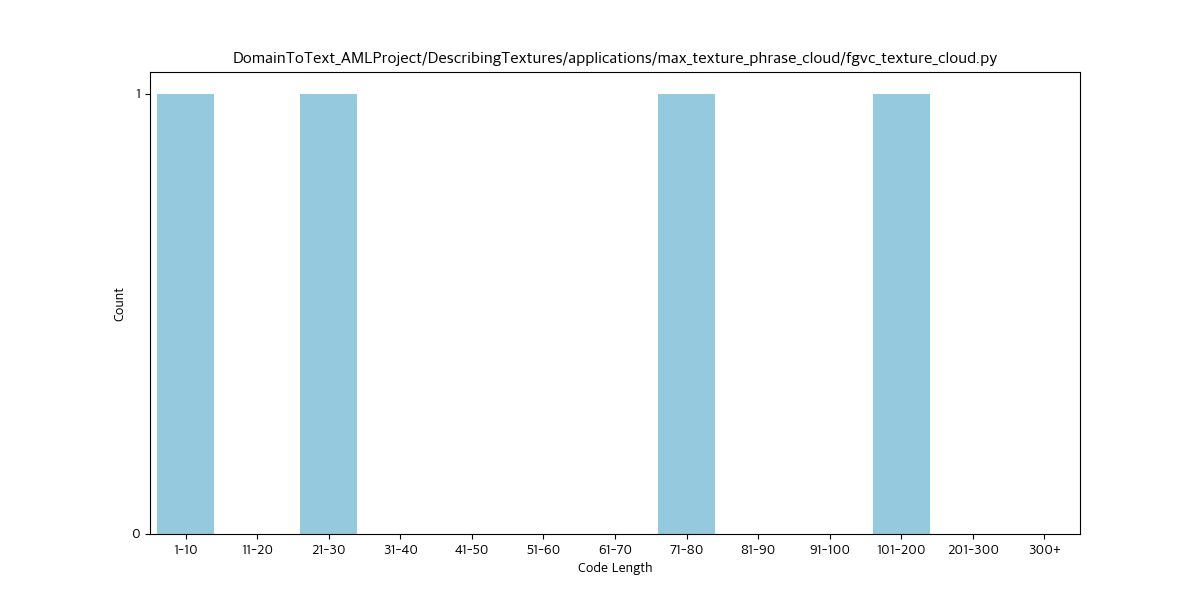 DomainToText_AMLProject/DescribingTextures/applications/max_texture_phrase_cloud/fgvc_texture_cloud.py
1
Count
0
1-10 11-20 21-30 31-40 41-50 51-60 61-70 71-80 81-90 91-100 101-200 201-300 300+
Code Length